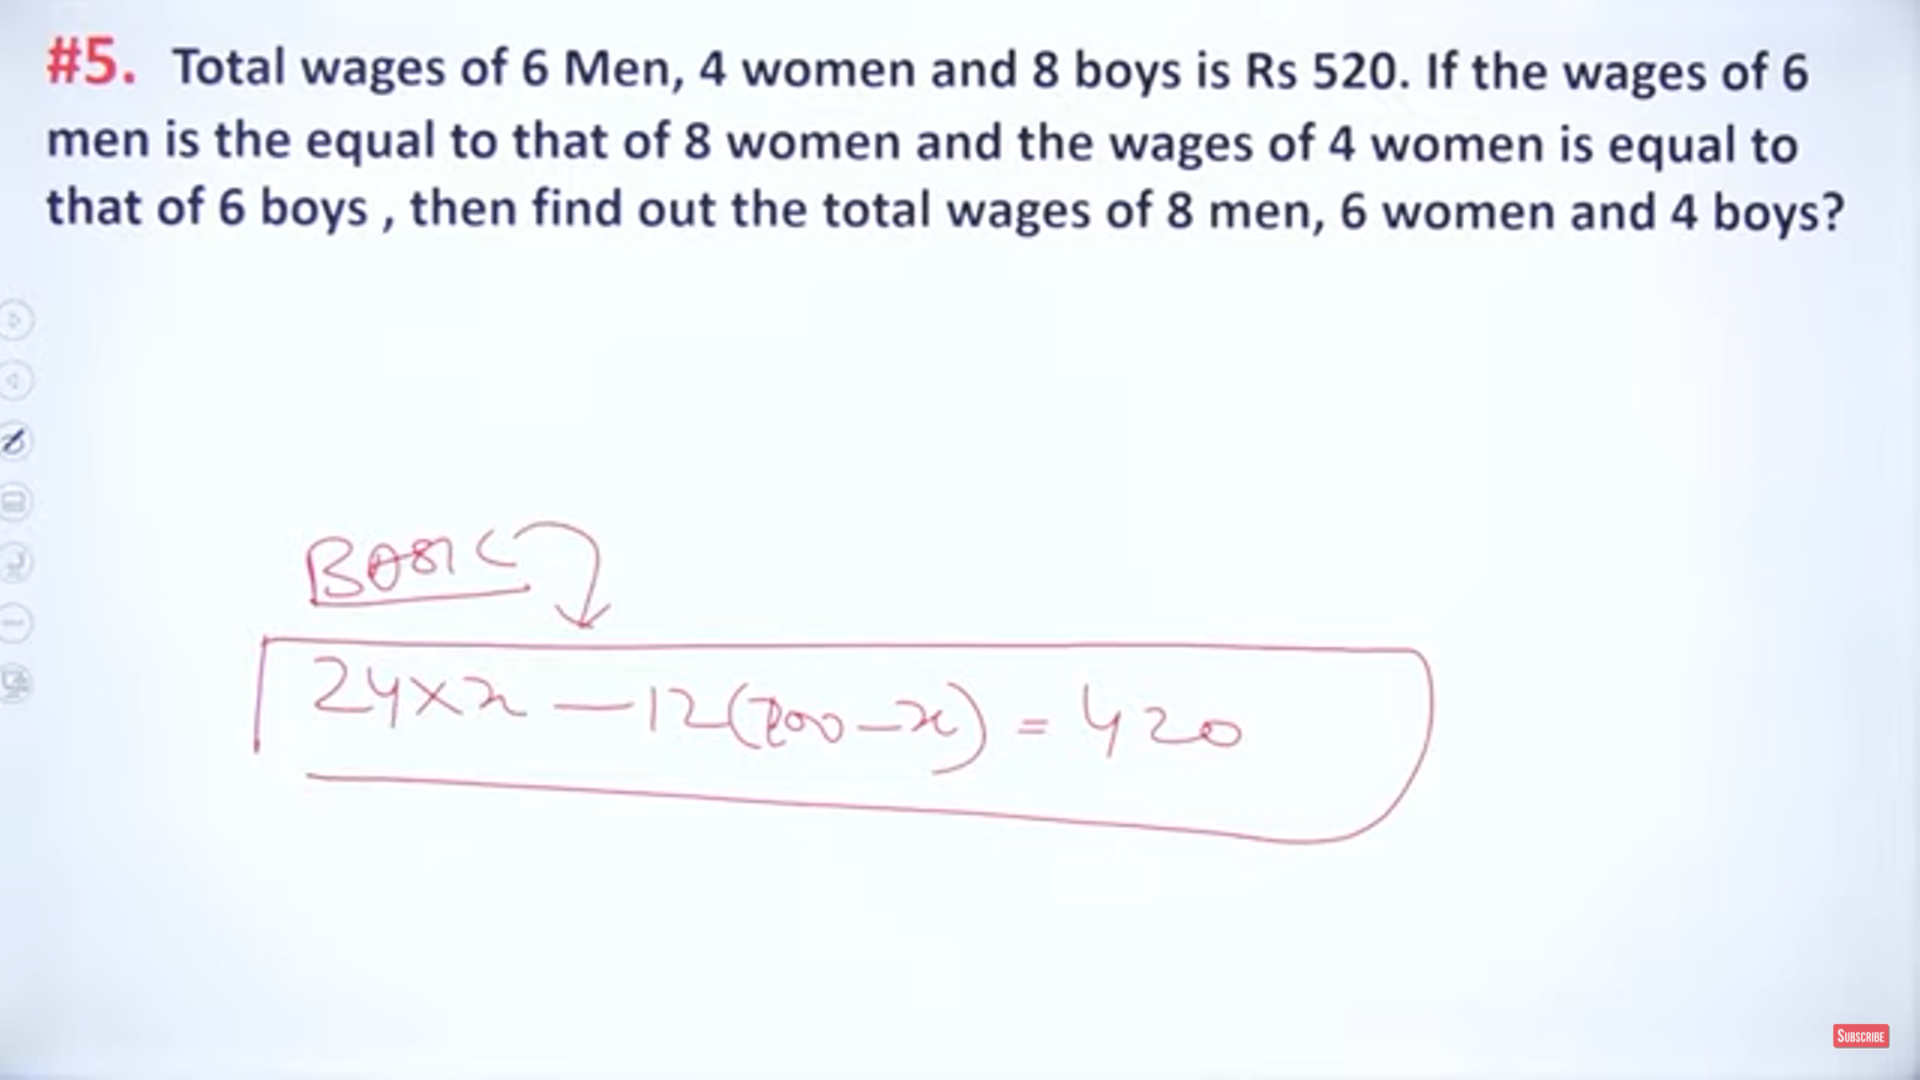 #5. Total wages of 6 Men, 4 women and 8 boys is Rs 520. If the wages of 6
men is the equal to that of 8 women and the wages of 4 women is equal to
that of 6 boys , then find out the total wages of 8 men, 6 women and 4 boys?
Basic
24×x — 12(200-x) = 420
SUBSCRIBE